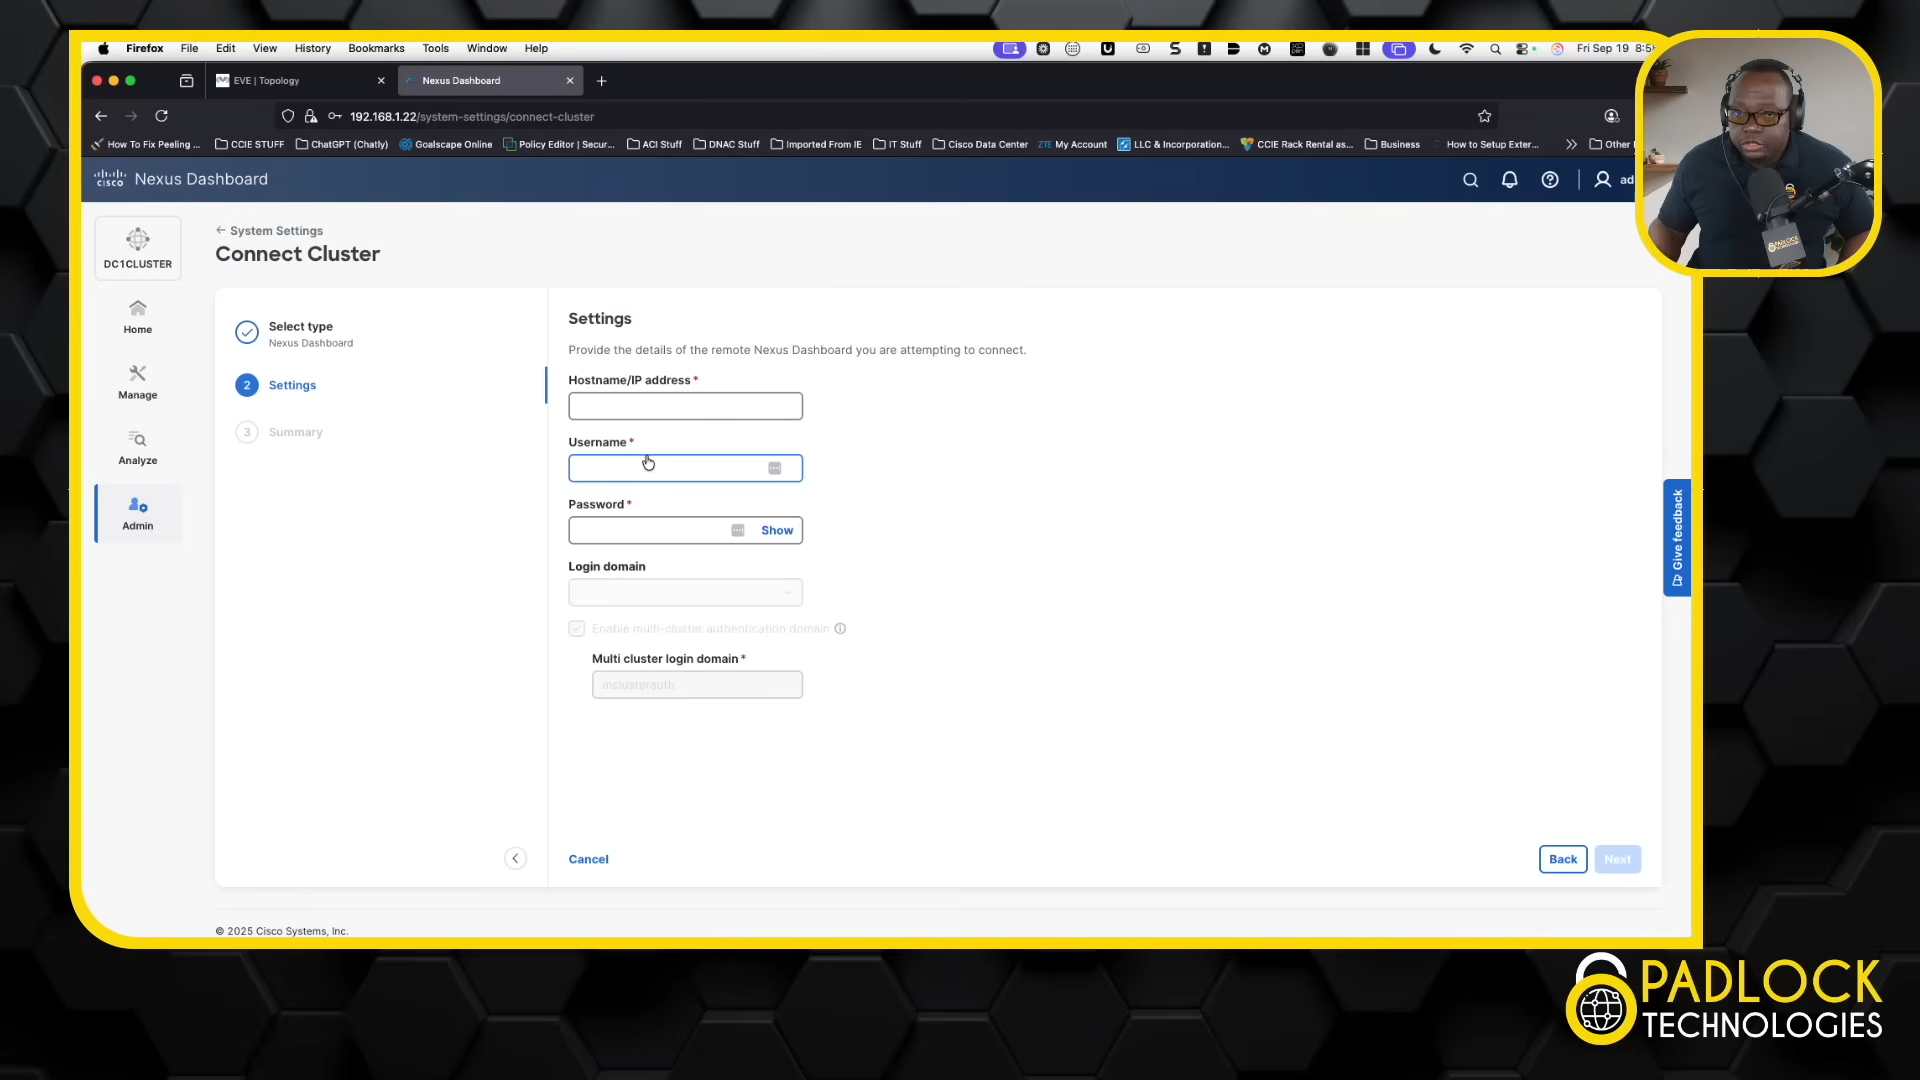 Firefox File Edit View History Bookmarks Tools Window Help
Fri Sep 19 8:5
EVE | Topology
Nexus Dashboard
192.168.1.22/system-settings/connect-cluster
How To Fix Peeling ... CCIE STUFF ChatGPT (Chatly) Goalscape Online Policy Editor | Secur... ACI Stuff DNAC Stuff Imported From IE IT Stuff Cisco Data Center ZTE My Account LLC & Incorporation... CCIE Rack Rental as... Business How to Setup Exter... Other
CISCO Nexus Dashboard
ad
DC1CLUSTER
Home
Manage
Analyze
Admin
System Settings
Connect Cluster
Select type
Nexus Dashboard
2 Settings
3 Summary
Settings
Provide the details of the remote Nexus Dashboard you are attempting to connect.
Hostname/IP address *
Username *
Password *
Show
Login domain
Enable multi-cluster authentication domain
Multi cluster login domain *
mclusterauth
Cancel
Back
Next
Give feedback
© 2025 Cisco Systems, Inc.
PADLOCK
PADLOCK
TECHNOLOGIES